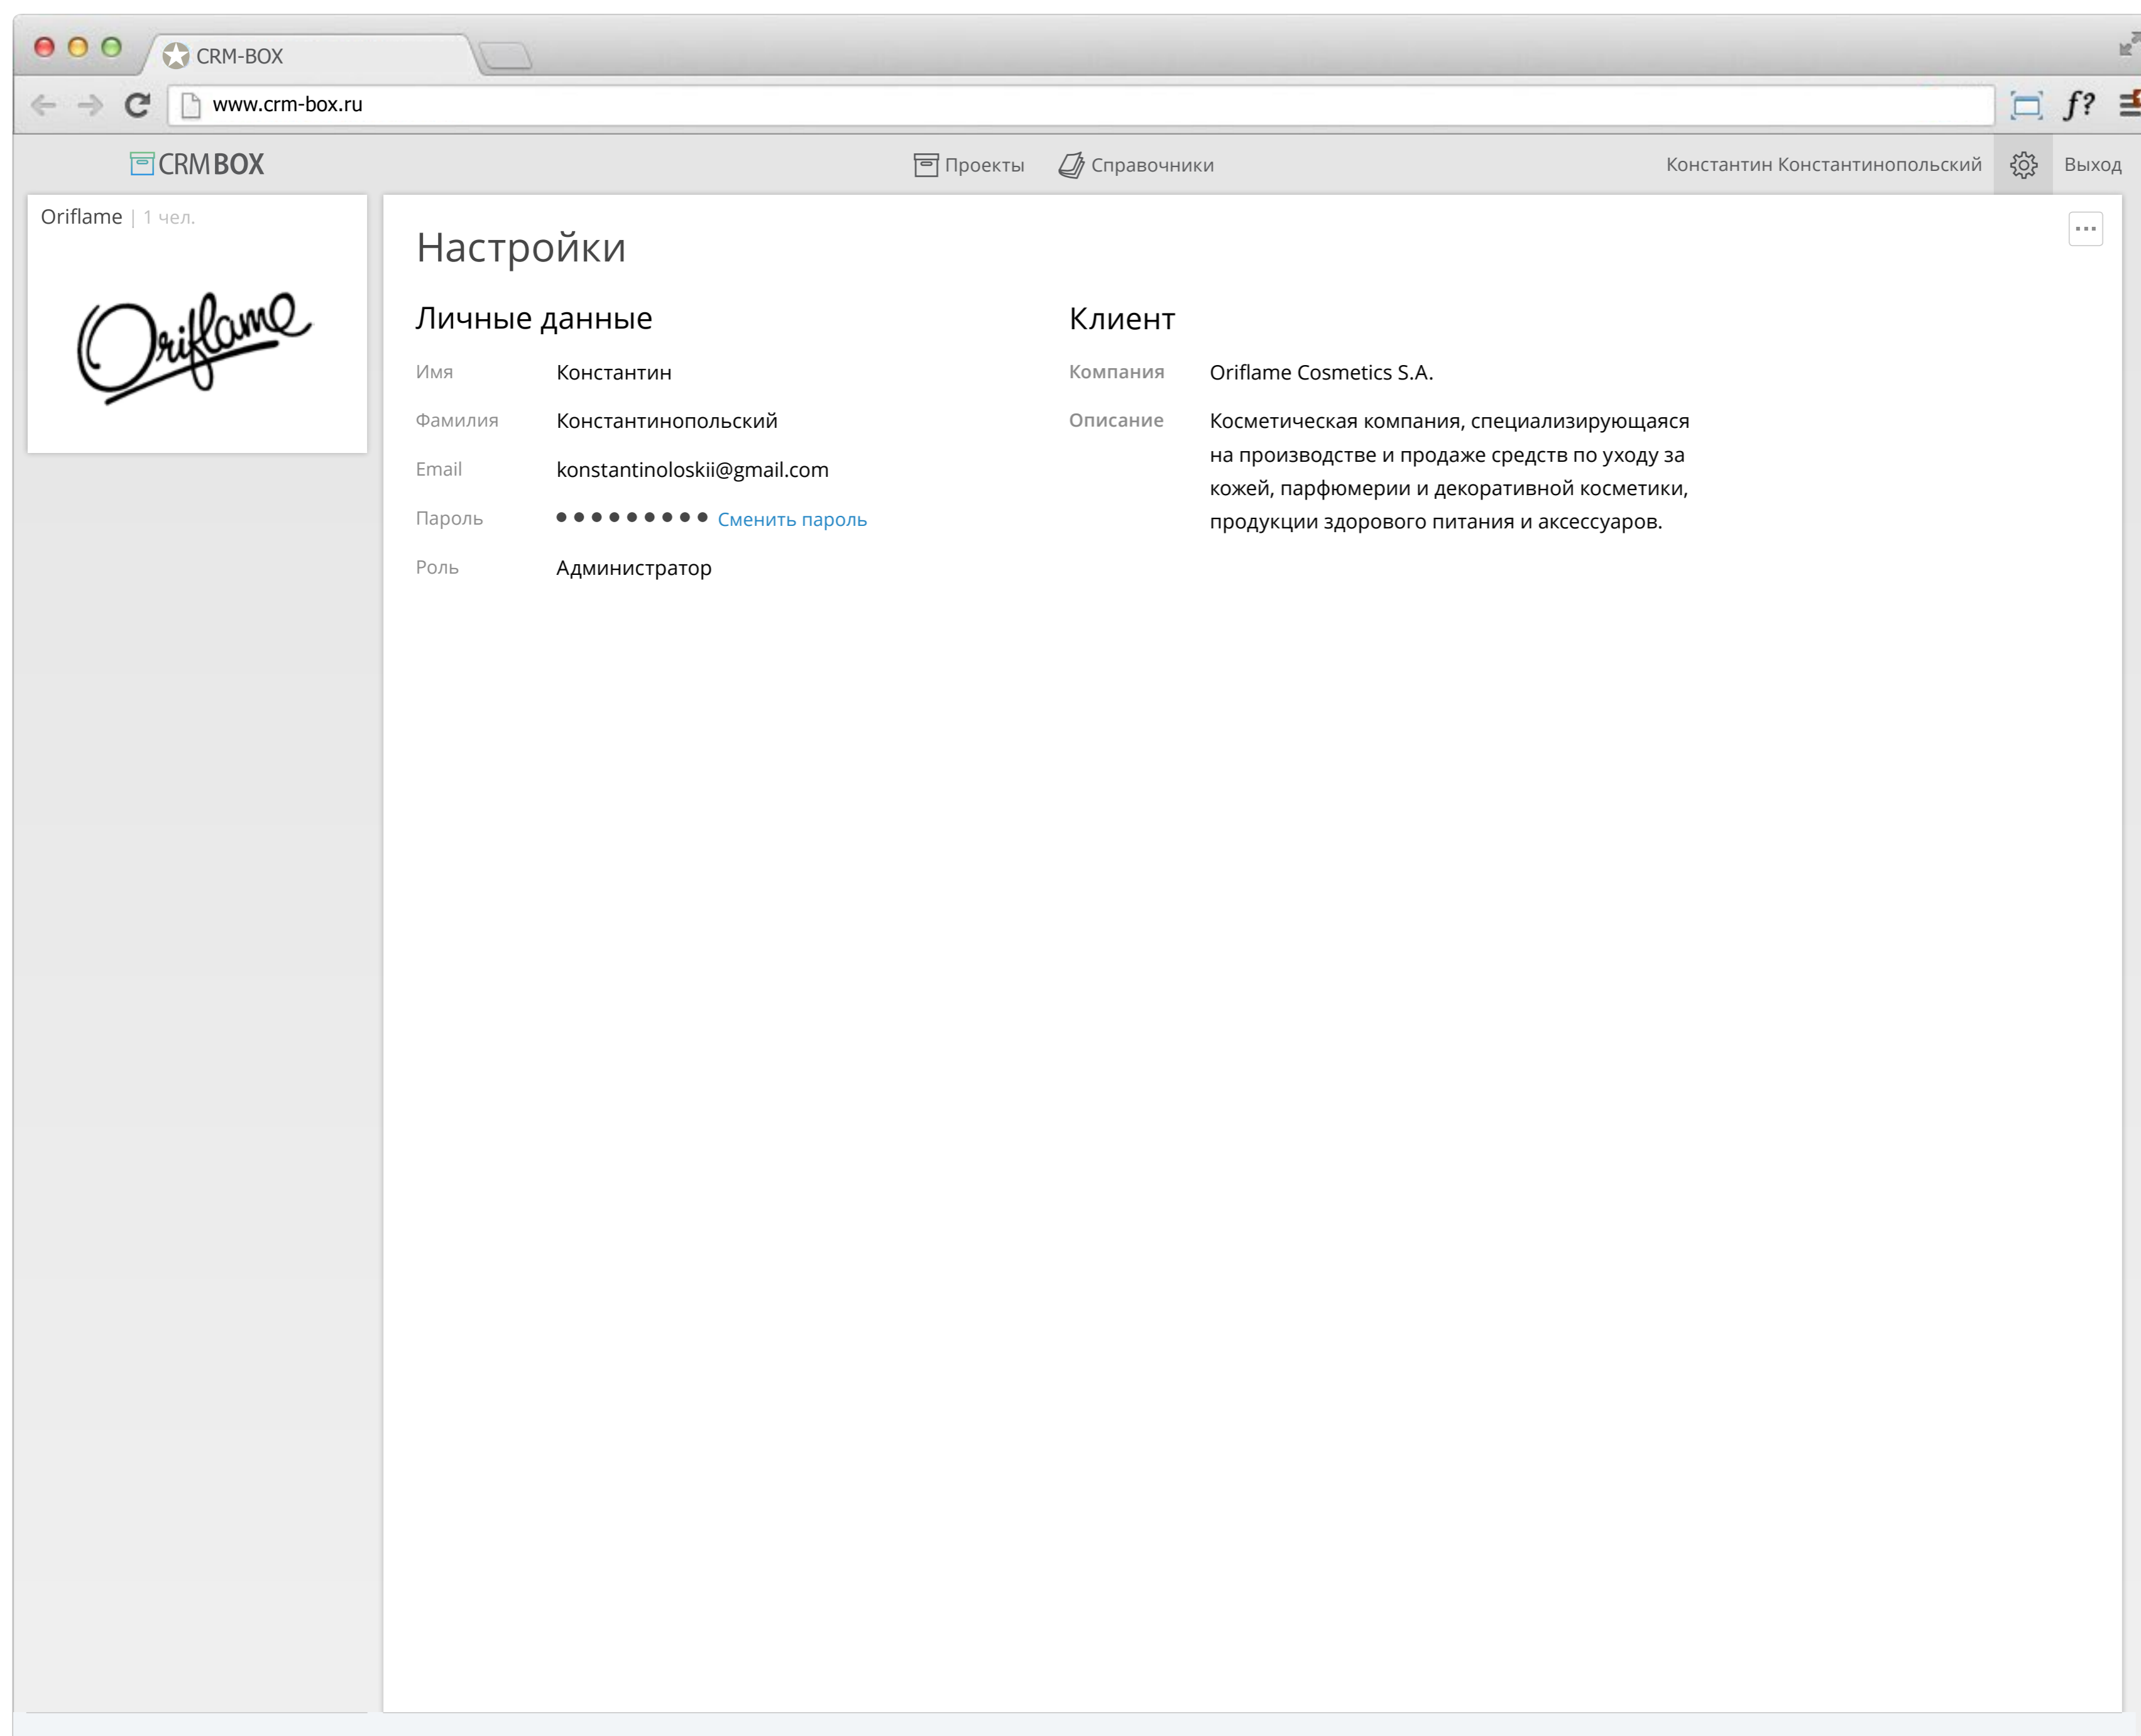 CRM-BOX
www.crm-box.ru
f?
CRM BOX
Проекты
Справочники
Константин Константинопольский
Выход
Oriflame | 1 чел.
Oriflame
Настройки
Личные данные
Имя Константин
Фамилия Константинопольский
Email konstantinoloskii@gmail.com
Пароль ●●●●●●●●● Сменить пароль
Роль Администратор
Клиент
Компания Oriflame Cosmetics S.A.
Описание Косметическая компания, специализирующаяся
на производстве и продаже средств по уходу за
кожей, парфюмерии и декоративной косметики,
продукции здорового питания и аксессуаров.